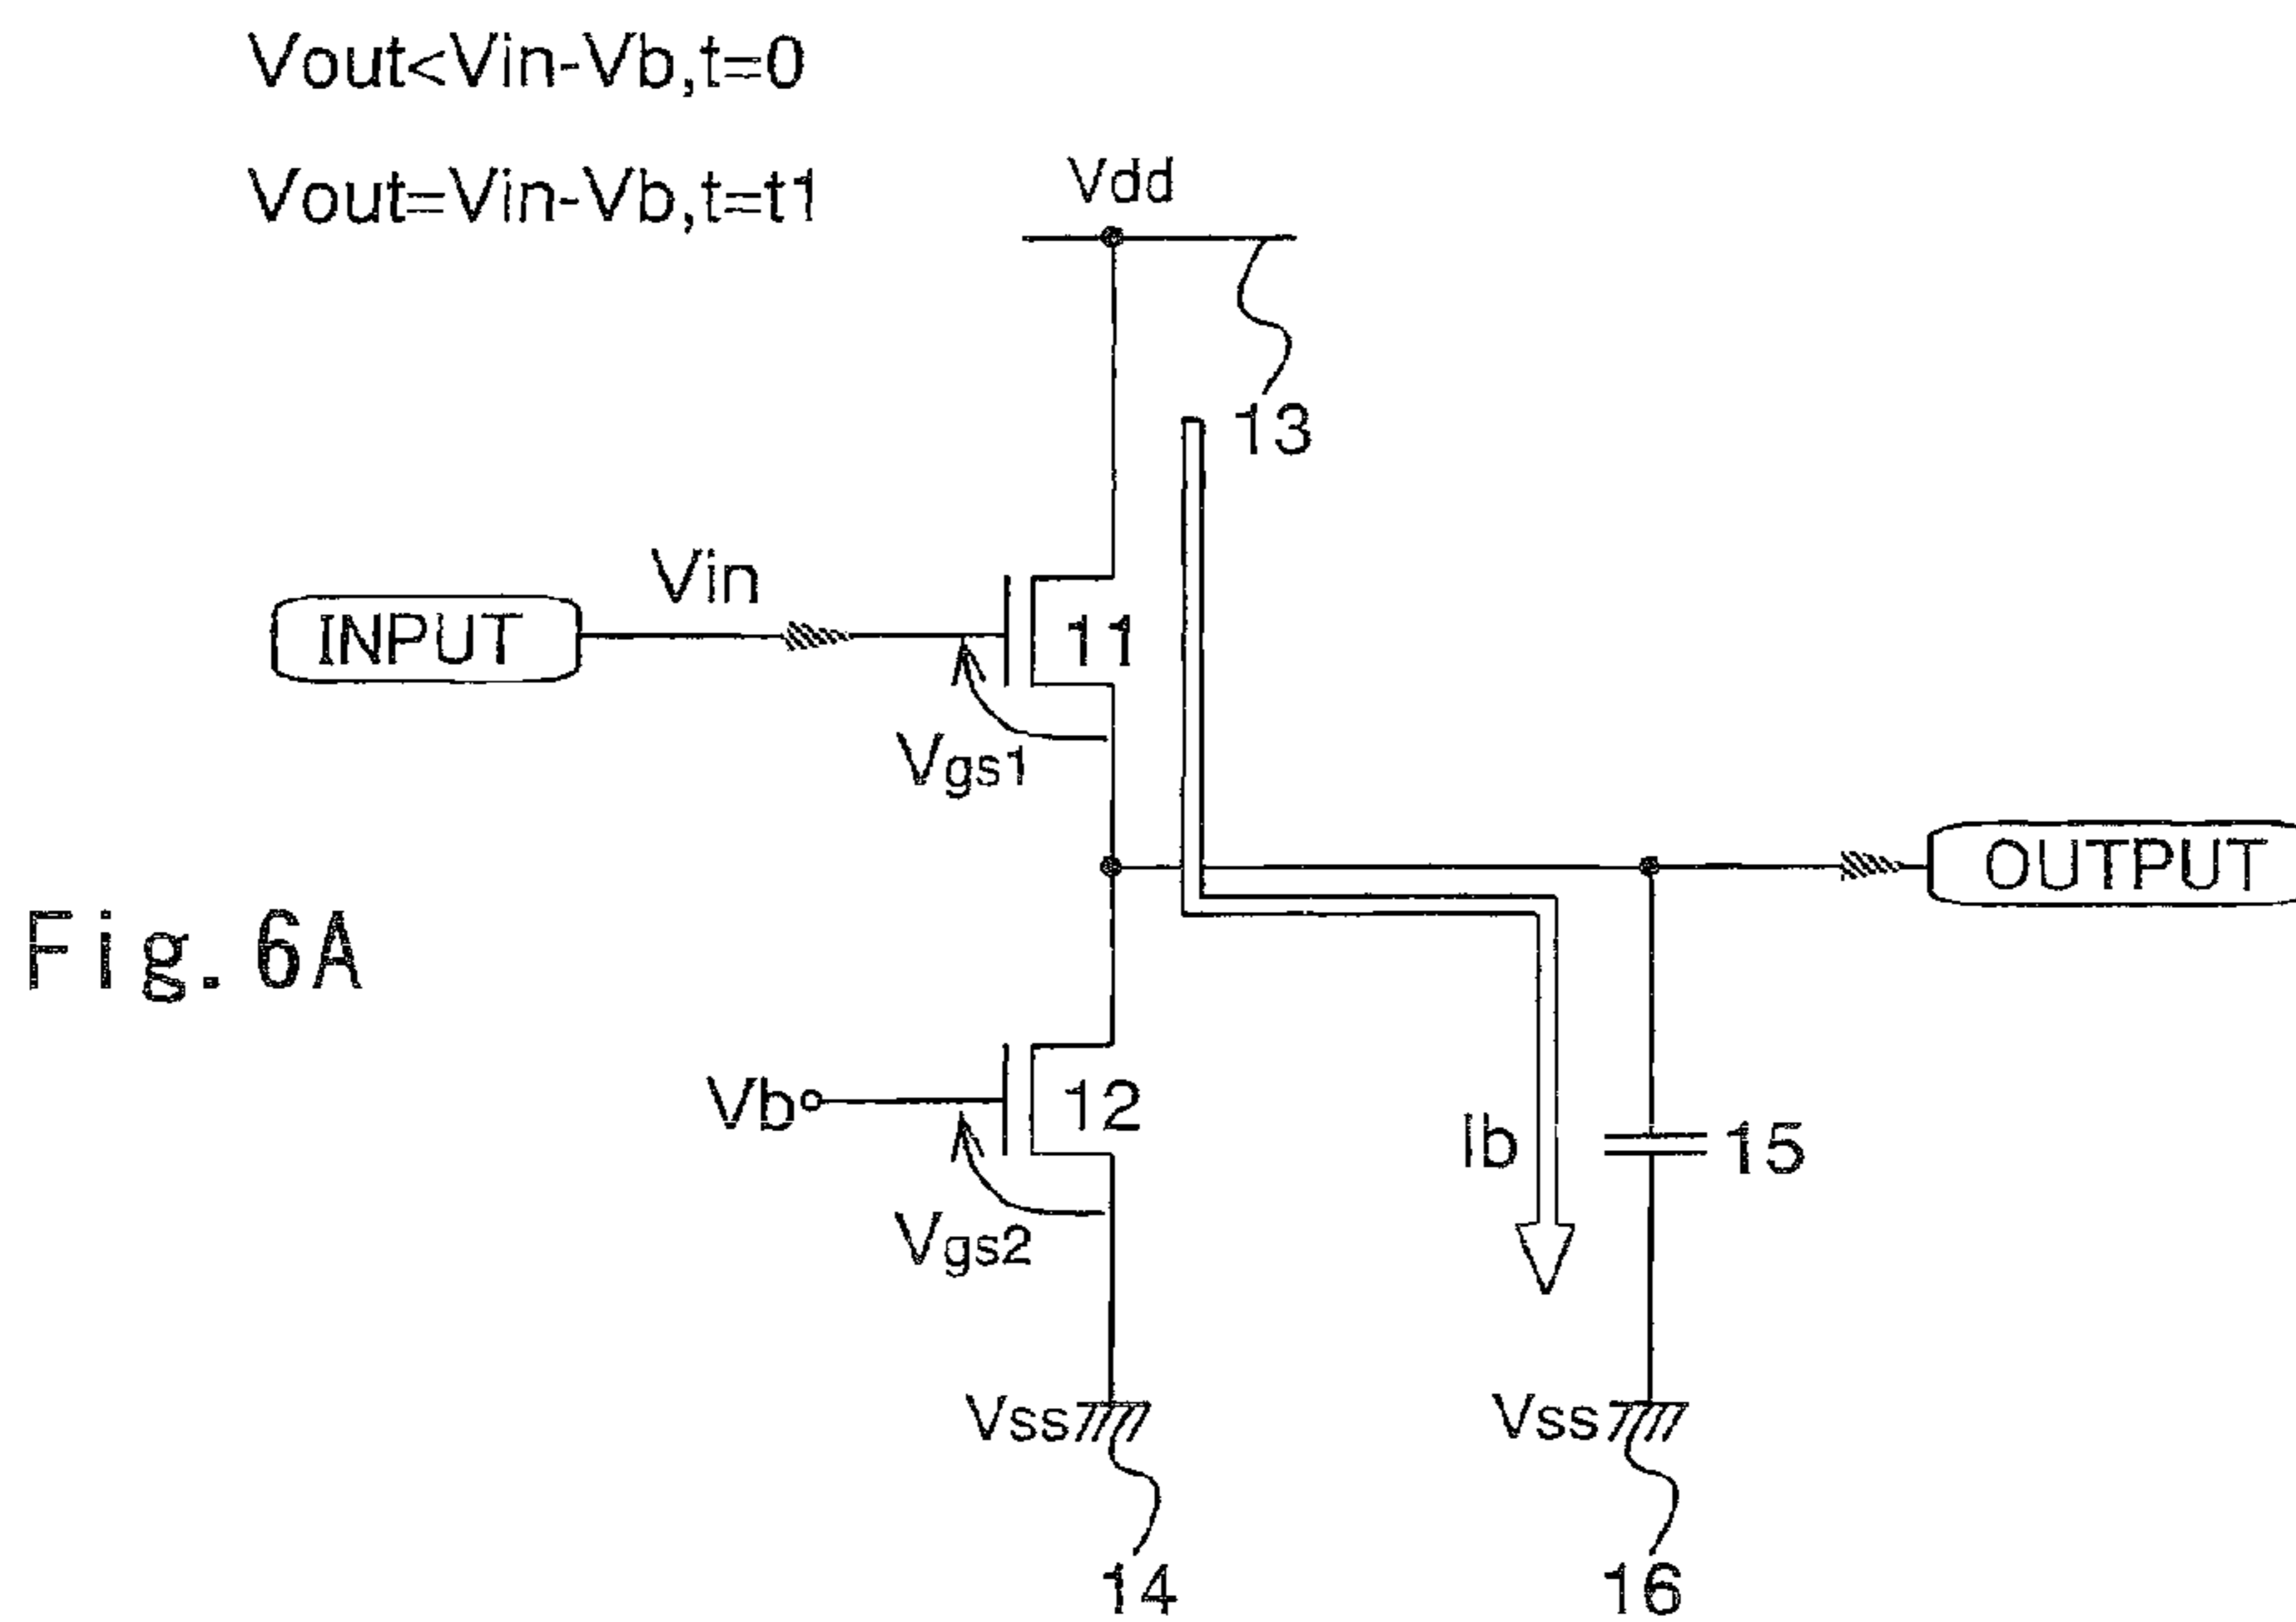 Vout<Vin-Vb,t=0
Vout=Vin-Vb,t=t1
Vdd
13
Vin
INPUT
11
Vgs1
OUTPUT
Fig. 6A
Vb
12
Ib
15
Vgs2
Vss
Vss
14
16